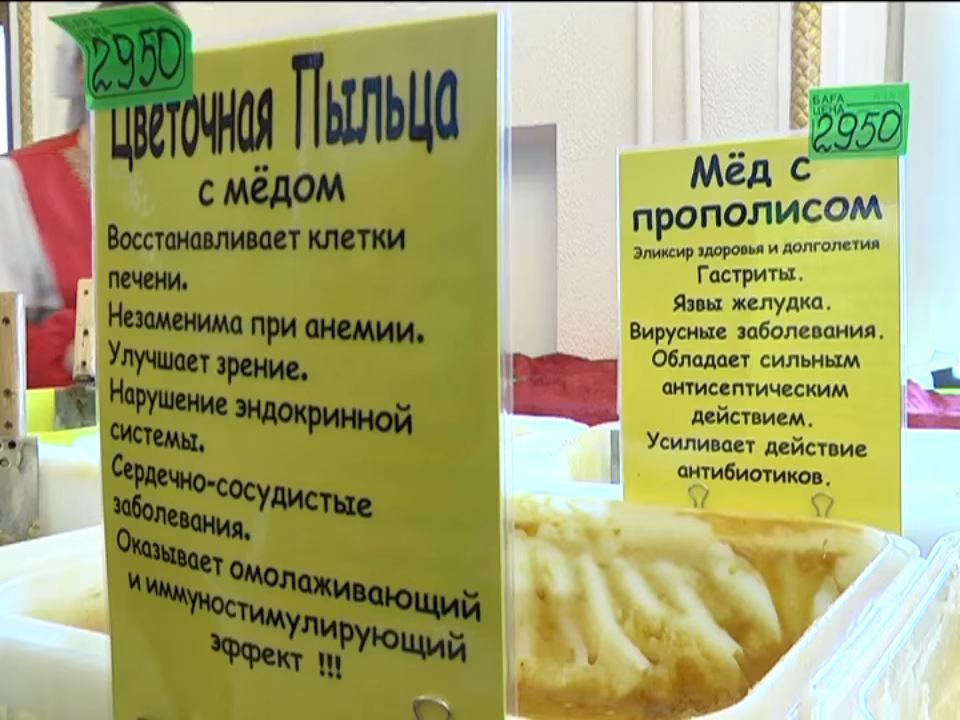 2950
Цветочная Пыльца
с мёдом
Восстанавливает клетки
печени.
Незаменима при анемии.
Улучшает зрение.
Нарушение эндокринной
системы.
Сердечно-сосудистые
заболевания.
Оказывает омолаживающий
и иммуностимулирующий
эффект !!!
БАҒА
ЦЕНА
2950
Мёд с
прополисом
Эликсир здоровья и долголетия
Гастриты.
Язвы желудка.
Вирусные заболевания.
Обладает сильным
антисептическим
действием.
Усиливает действие
антибиотиков.